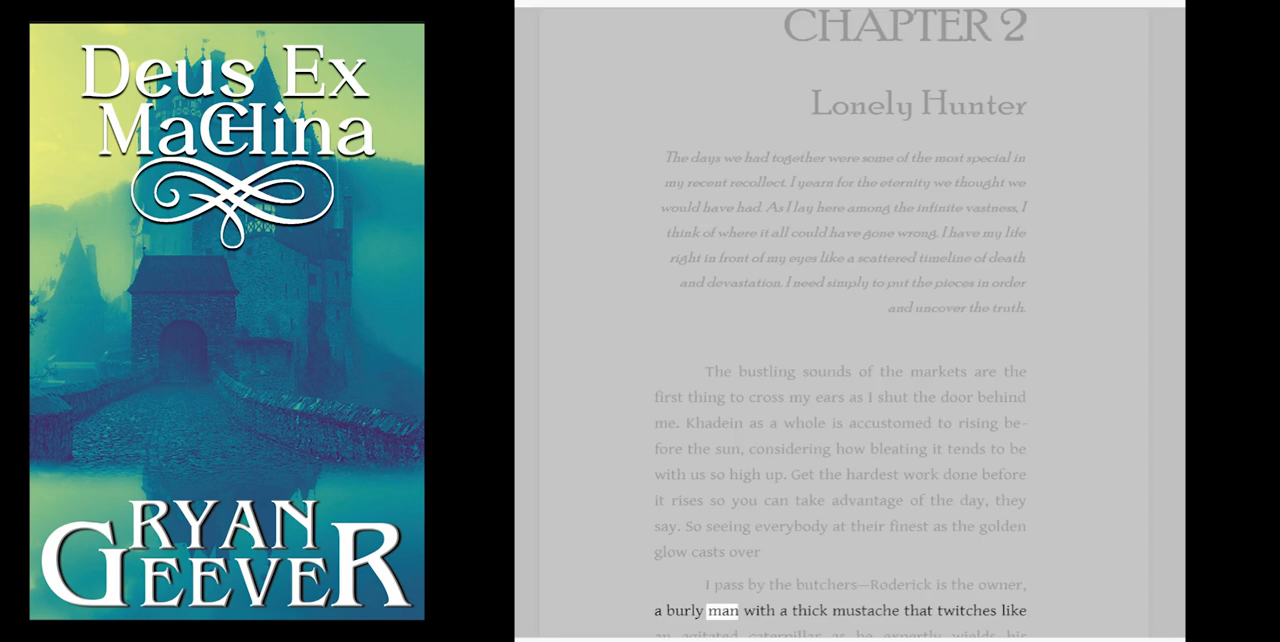 Deus Ex
Machina
RYAN
GEEVER
CHAPTER 2
Lonely Hunter
The days we had together were some of the most special in
my recent recollect. I yearn for the eternity we thought we
would have had. As I lay here among the infinite vastness, I
think of where it all could have gone wrong. I have my life
right in front of my eyes like a scattered timeline of death
and devastation. I need simply to put the pieces in order
and uncover the truth.
The bustling sounds of the markets are the
first thing to cross my ears as I shut the door behind
me. Khadein as a whole is accustomed to rising be-
fore the sun, considering how bleating it tends to be
with us so high up. Get the hardest work done before
it rises so you can take advantage of the day, they
say. So seeing everybody at their finest as the golden
glow casts over
I pass by the butchers—Roderick is the owner,
a burly man with a thick mustache that twitches like
an agitated caterpillar as he expertly wields his